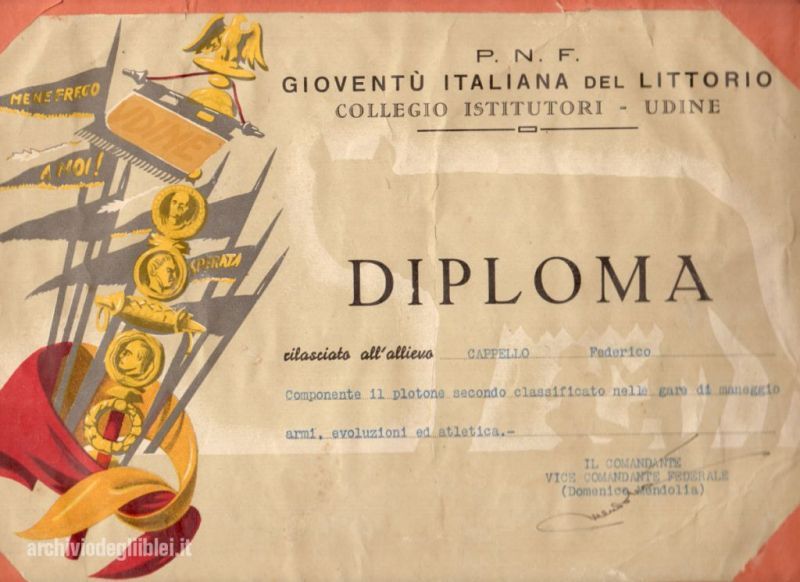 P. N. F.
GIOVENTÙ ITALIANA DEL LITTORIO
COLLEGIO ISTITUTORI - UDINE
ME NE FREGO
UDINE
A NOI!
SPERATA
DIPLOMA
rilasciato all'allievo CAPPELLO Federico
Componente il plotone secondo classificato nelle gare di maneggio
armi, evoluzioni ed atletica.-
IL COMANDANTE
VICE COMANDANTE FEDERALE
(Domenico Mendolia)
archiviodegliiblei.it